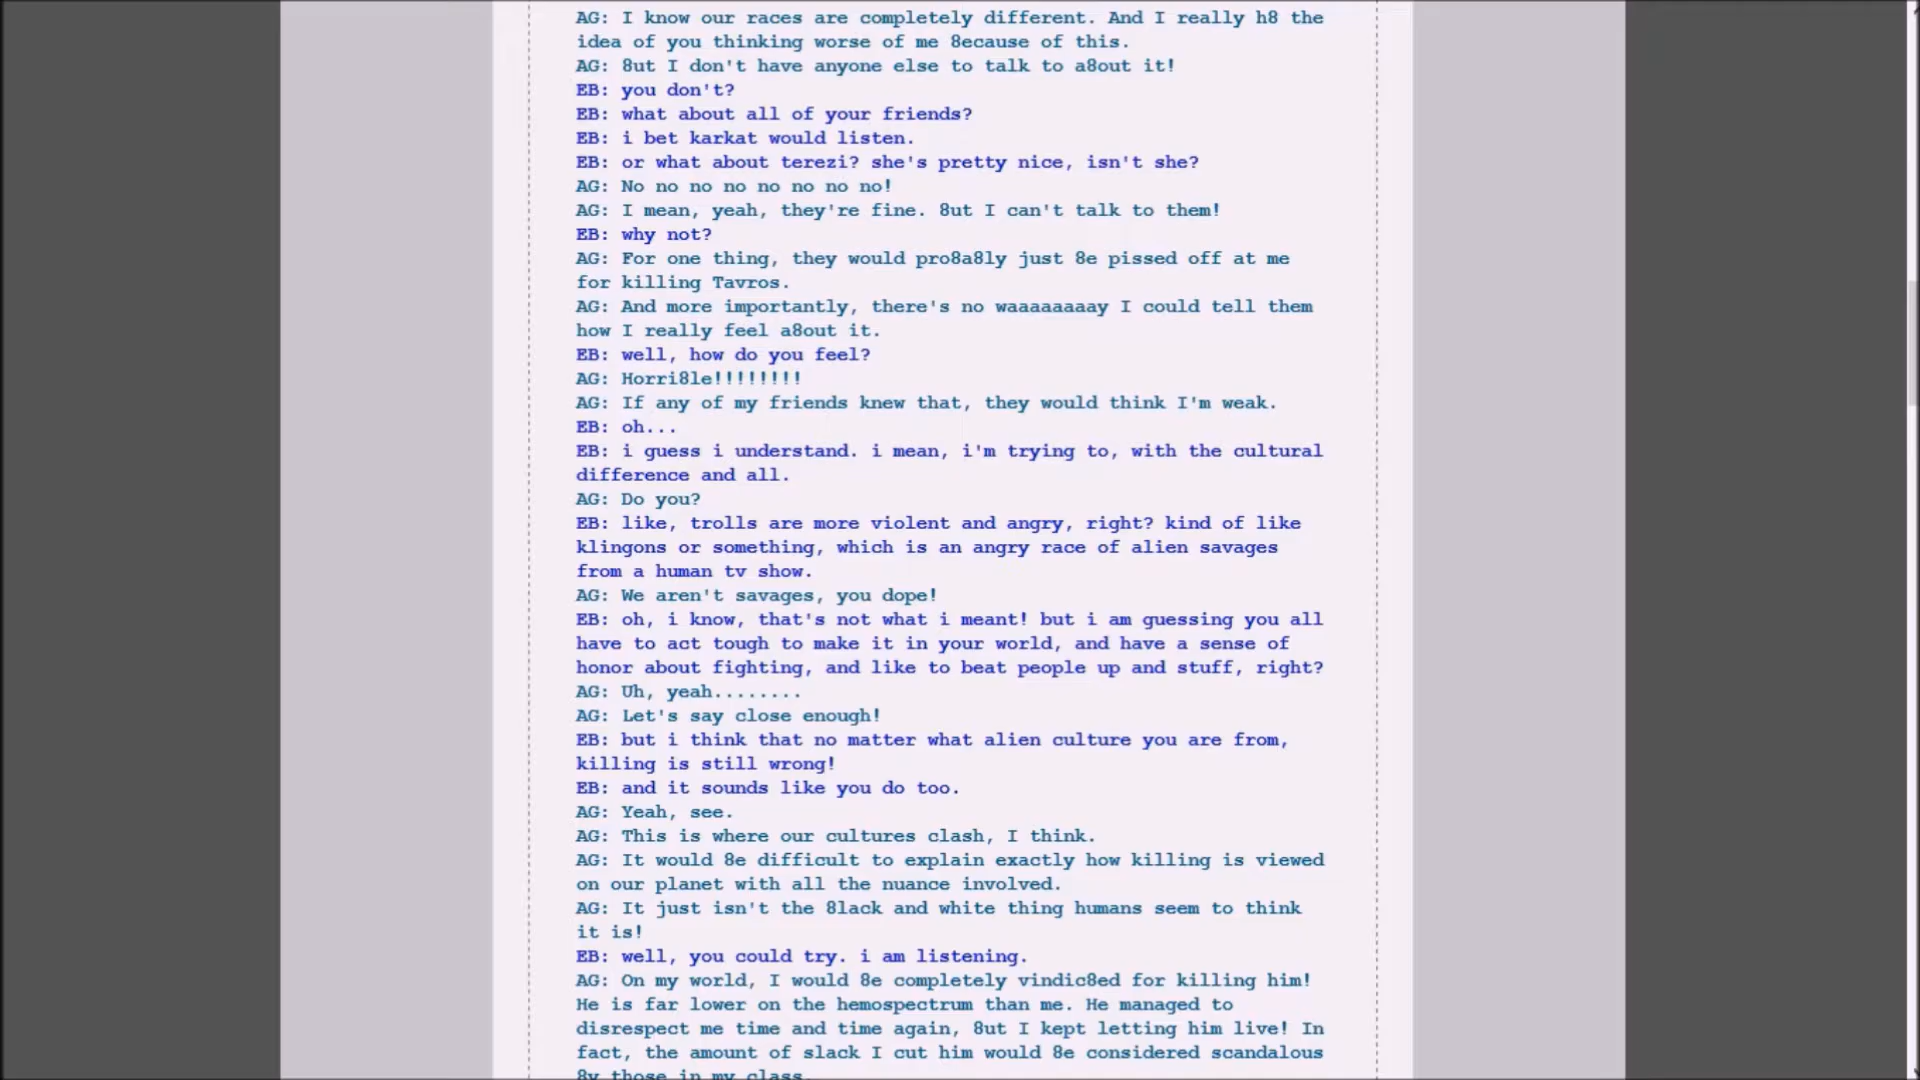 AG: I know our races are completely different. And I really h8 the
idea of you thinking worse of me 8ecause of this.
AG: 8ut I don't have anyone else to talk to a8out it!
EB: you don't?
EB: what about all of your friends?
EB: i bet karkat would listen.
EB: or what about terezi? she's pretty nice, isn't she?
AG: No no no no no no no no!
AG: I mean, yeah, they're fine. 8ut I can't talk to them!
EB: why not?
AG: For one thing, they would pro8a8ly just 8e pissed off at me
for killing Tavros.
AG: And more importantly, there's no waaaaaaaay I could tell them
how I really feel a8out it.
EB: well, how do you feel?
AG: Horri8le!!!!!!!!
AG: If any of my friends knew that, they would think I'm weak.
EB: oh...
EB: i guess i understand. i mean, i'm trying to, with the cultural
difference and all.
AG: Do you?
EB: like, trolls are more violent and angry, right? kind of like
klingons or something, which is an angry race of alien savages
from a human tv show.
AG: We aren't savages, you dope!
EB: oh, i know, that's not what i meant! but i am guessing you all
have to act tough to make it in your world, and have a sense of
honor about fighting, and like to beat people up and stuff, right?
AG: Uh, yeah........
AG: Let's say close enough!
EB: but i think that no matter what alien culture you are from,
killing is still wrong!
EB: and it sounds like you do too.
AG: Yeah, see.
AG: This is where our cultures clash, I think.
AG: It would 8e difficult to explain exactly how killing is viewed
on our planet with all the nuance involved.
AG: It just isn't the 8lack and white thing humans seem to think
it is!
EB: well, you could try. i am listening.
AG: On my world, I would 8e completely vindic8ed for killing him!
He is far lower on the hemospectrum than me. He managed to
disrespect me time and time again, 8ut I kept letting him live! In
fact, the amount of slack I cut him would 8e considered scandalous
8y those in my class.